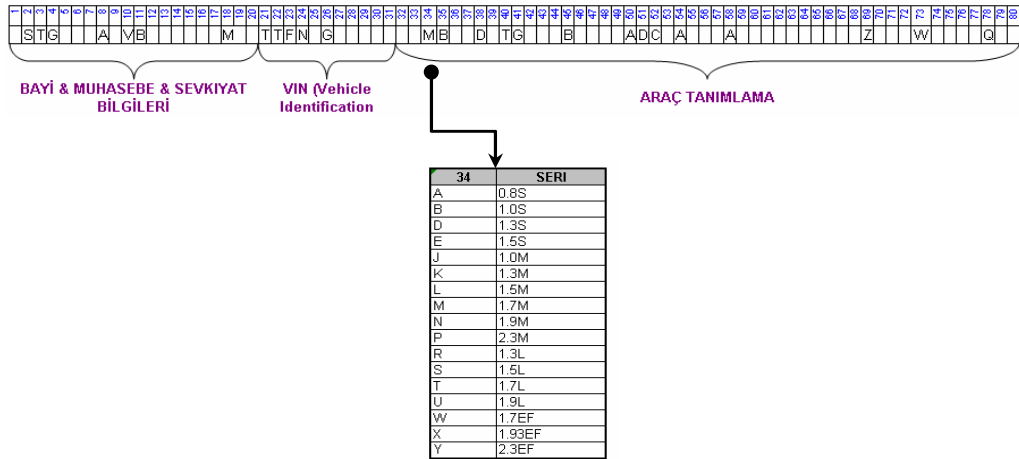 1 2 3 4 5 6 7 8 9 10 11 12 13 14 15 16 17 18 19 20 21 22 23 24 25 26 27 28 29 30 31 32 33 34 35 36 37 38 39 40 41 42 43 44 45 46 47 48 49 50 51 52 53 54 55 56 57 58 59 60 61 62 63 64 65 66 67 68 69 70 71 72 73 74 75 76 77 78 79 80
S T G A V B M T T F N G M B D T G B A D C A A Z W Q
BAYİ & MUHASEBE & SEVKIYAT
BİLGİLERİ
VIN (Vehicle
Identification
ARAÇ TANIMLAMA
34 SERI
A 0.8S
B 1.0S
D 1.3S
E 1.5S
J 1.0M
K 1.3M
L 1.5M
M 1.7M
N 1.9M
P 2.3M
R 1.3L
S 1.5L
T 1.7L
U 1.9L
W 1.7EF
X 1.93EF
Y 2.3EF